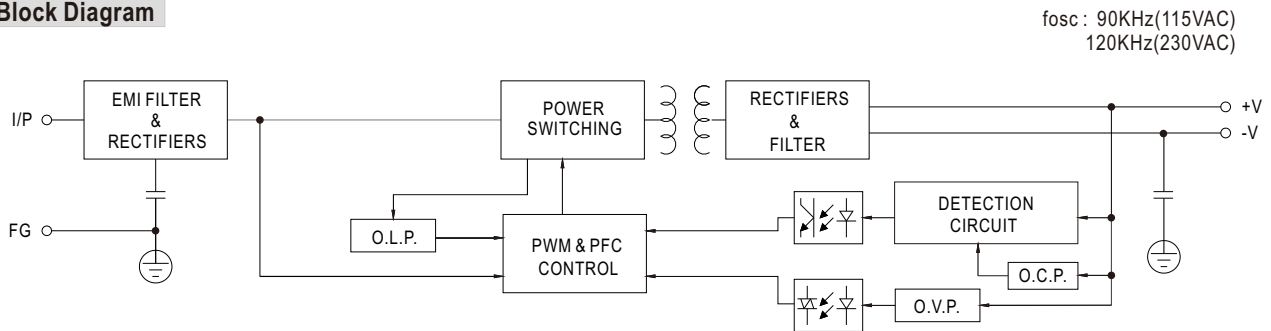 Block Diagram
fosc : 90KHz(115VAC)
120KHz(230VAC)
I/P
EMI FILTER
&
RECTIFIERS
POWER
SWITCHING
RECTIFIERS
&
FILTER
+V
-V
FG
O.L.P.
PWM & PFC
CONTROL
DETECTION
CIRCUIT
O.C.P.
O.V.P.